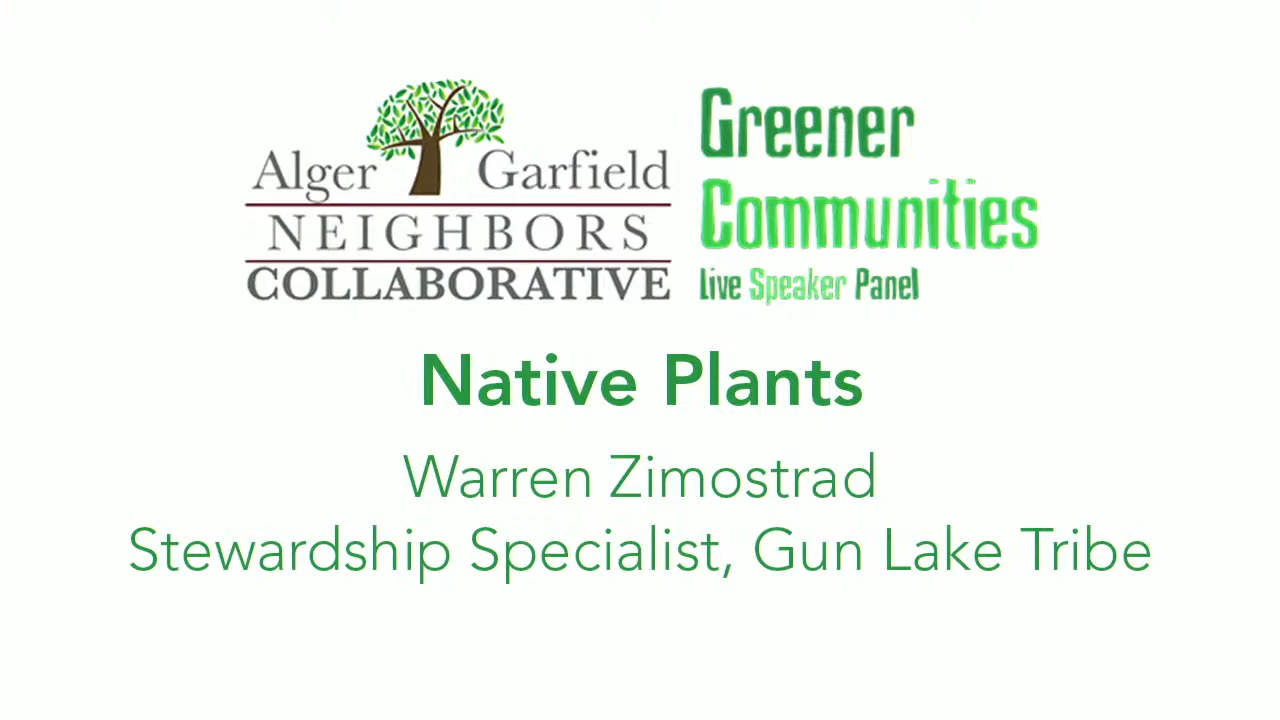 Alger Garfield
NEIGHBORS
COLLABORATIVE
Greener
Communities
Live Speaker Panel
Native Plants
Warren Zimostrad
Stewardship Specialist, Gun Lake Tribe